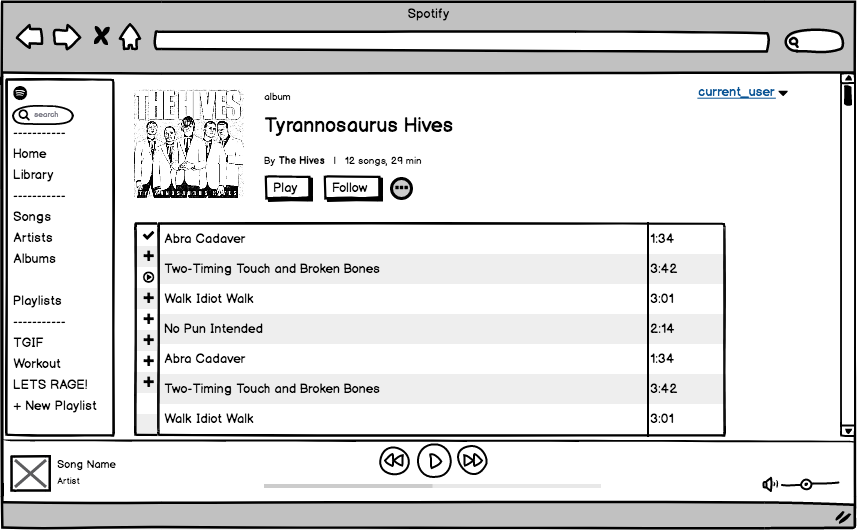 Spotify
search
-----------
Home
Library
-----------
Songs
Artists
Albums
Playlists
-----------
TGIF
Workout
LETS RAGE!
+ New Playlist
THE HIVES
TYRANNOSAURUS HIVES
album
Tyrannosaurus Hives
By The Hives | 12 songs, 29 min
Play Follow
current_user
Abra Cadaver 1:34
Two-Timing Touch and Broken Bones 3:42
Walk Idiot Walk 3:01
No Pun Intended 2:14
Abra Cadaver 1:34
Two-Timing Touch and Broken Bones 3:42
Walk Idiot Walk 3:01
Song Name
Artist